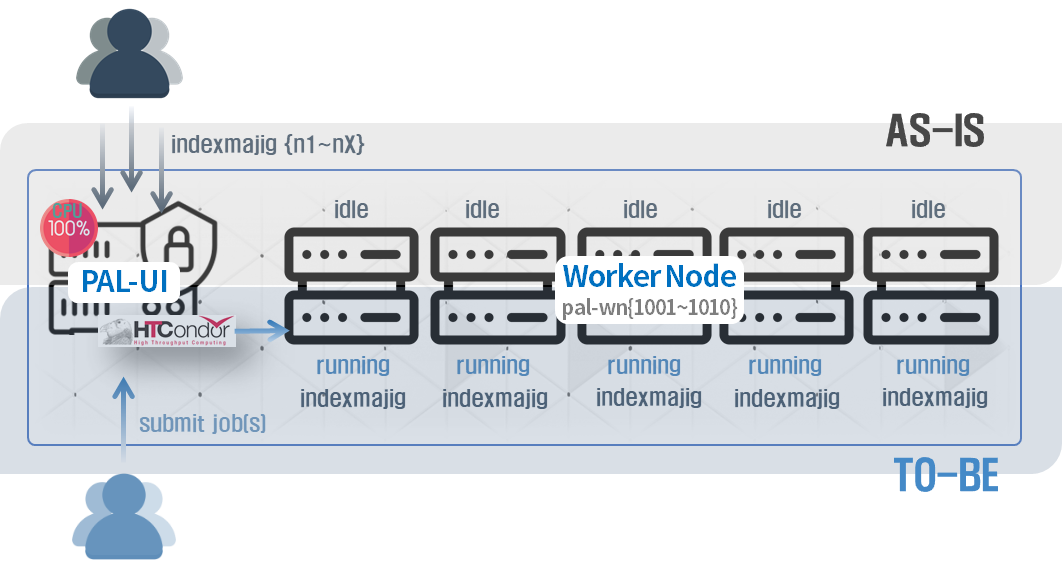 AS-IS
indexmajig {n1~nX}
idle idle idle idle idle
CPU
100%
PAL-UI
Worker Node
pal-wn{1001~1010}
HTCondor
High Throughput Computing
running running running running running
indexmajig indexmajig indexmajig indexmajig indexmajig
submit job(s)
TO-BE